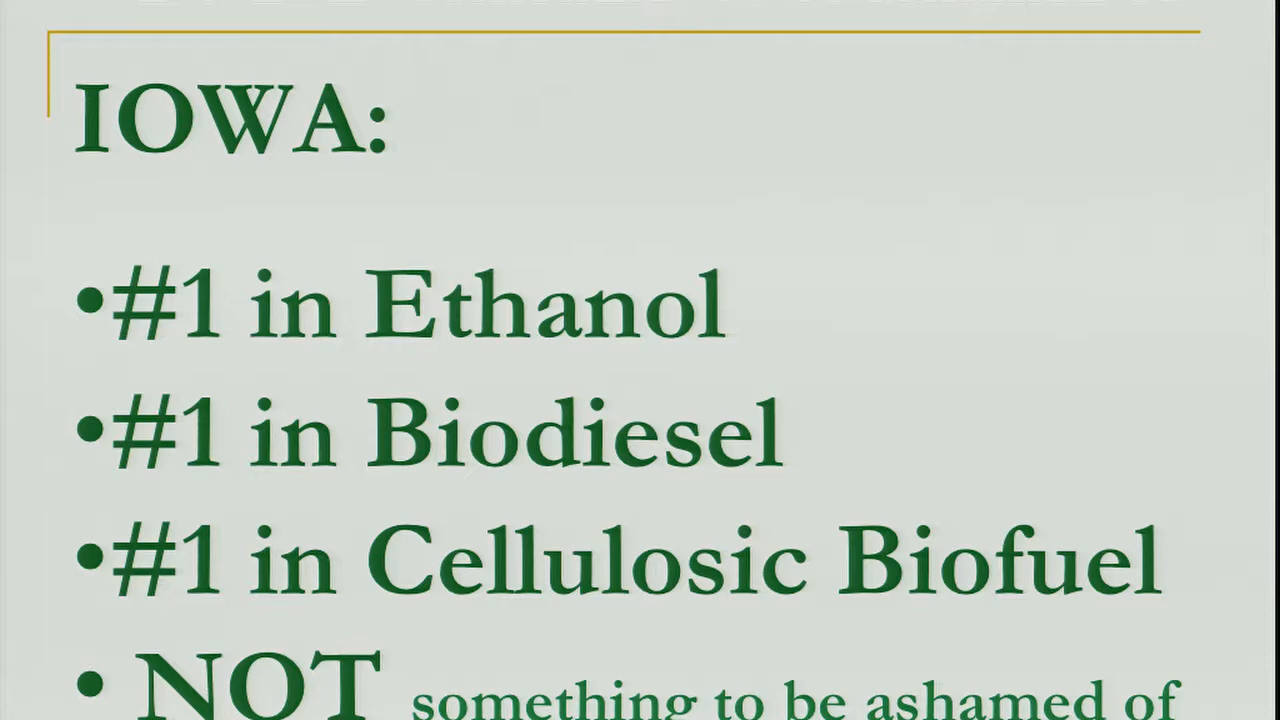 IOWA:
•#1 in Ethanol
•#1 in Biodiesel
•#1 in Cellulosic Biofuel
• NOT something to be ashamed of